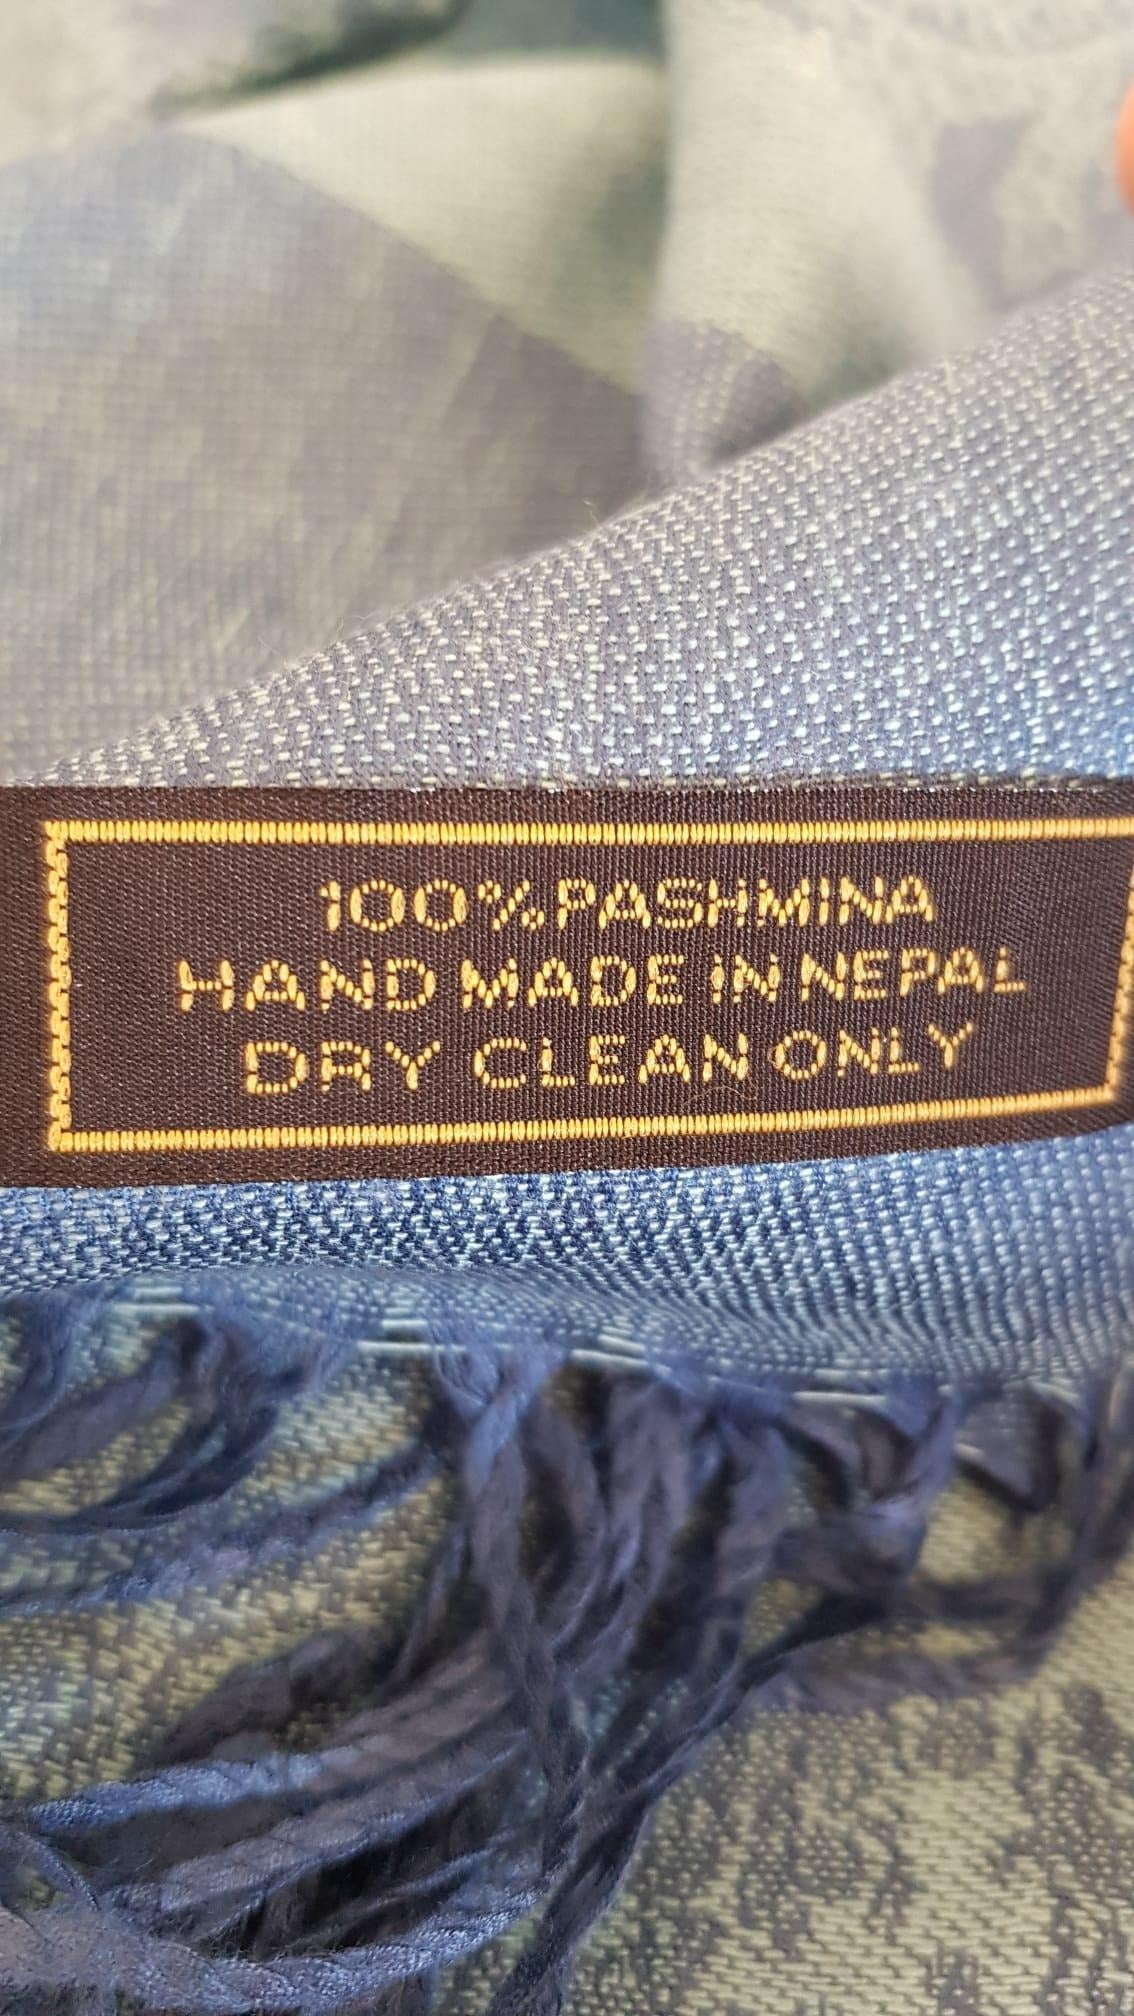 100% PASHMINA
HAND MADE IN NEPAL
DRY CLEAN ONLY